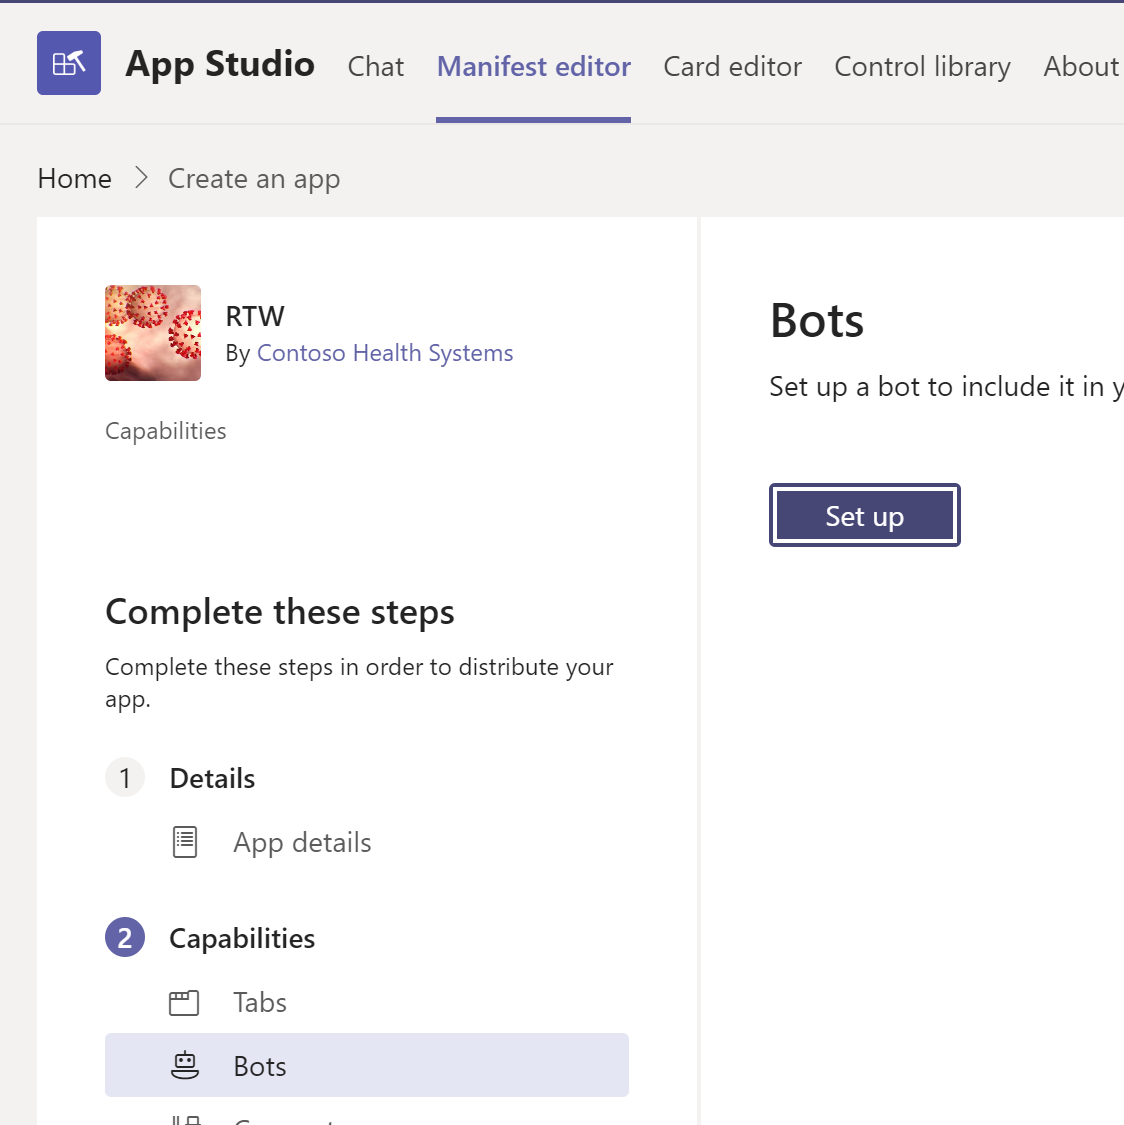 App Studio Chat Manifest editor Card editor Control library About
Home Create an app
RTW
By Contoso Health Systems
Capabilities
Bots
Set up a bot to include it in
Set up
Complete these steps
Complete these steps in order to distribute your
app.
1 Details
App details
2 Capabilities
Tabs
Bots